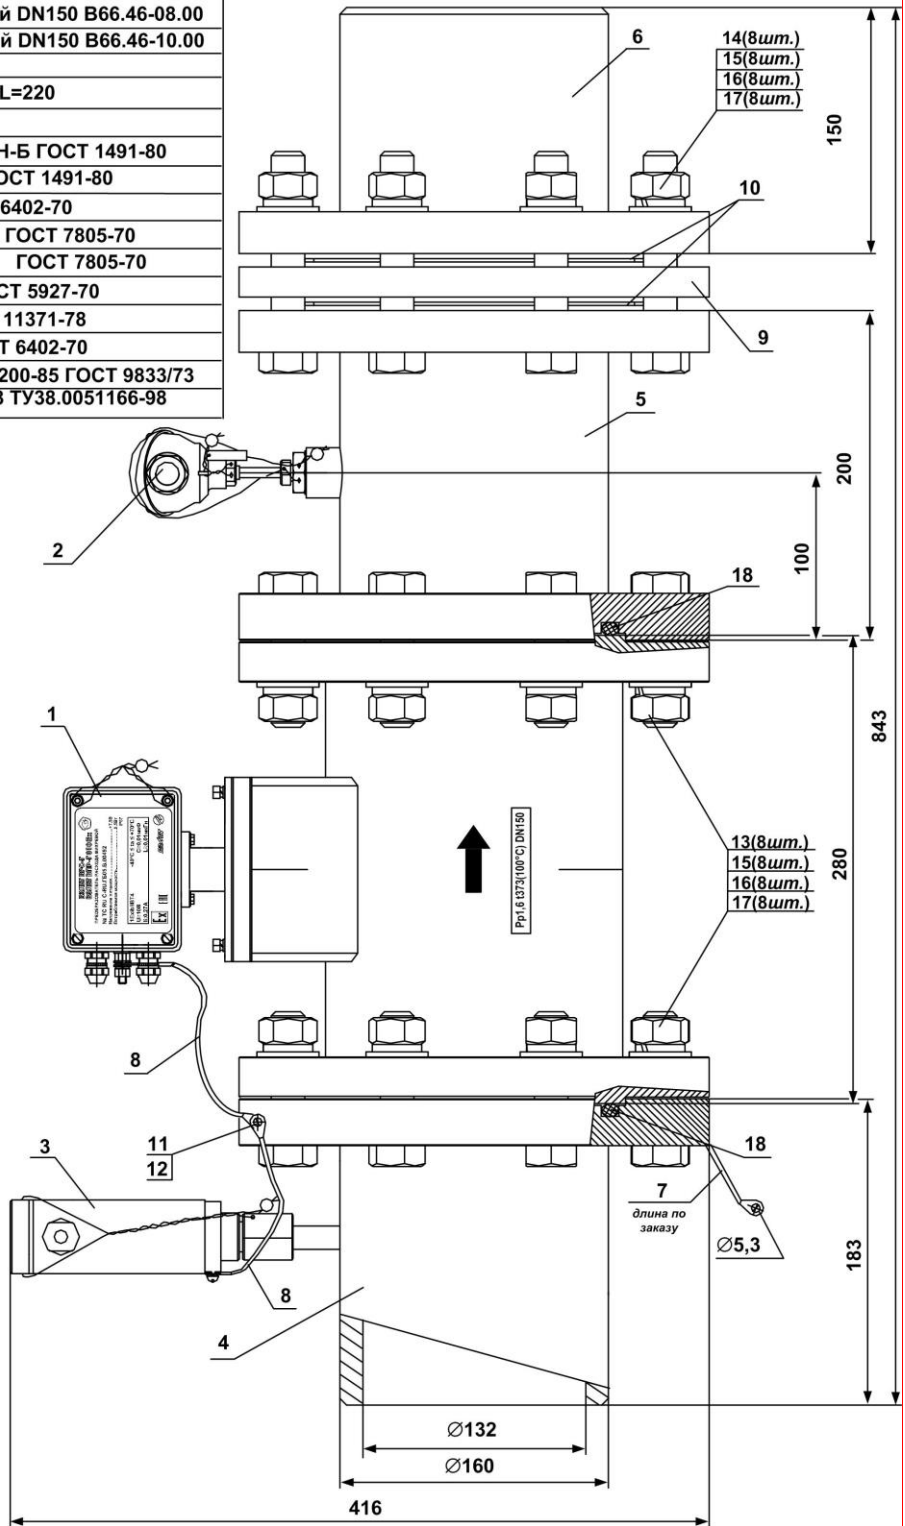 й DN150 В66.46-08.00
й DN150 В66.46-10.00
L=220
Н-Б ГОСТ 1491-80
ОСТ 1491-80
6402-70
ГОСТ 7805-70
ГОСТ 7805-70
СТ 5927-70
11371-78
Т 6402-70
200-85 ГОСТ 9833/73
ТУ38.0051166-98
6
14(8шт.)
15(8шт.)
16(8шт.)
17(8шт.)
150
10
9
5
200
2
100
18
1
843
Рр1,6 t373(100°С) DN150
13(8шт.)
15(8шт.)
16(8шт.)
17(8шт.)
280
8
11
12
3
18
7
длина по
заказу
∅5,3
183
8
4
∅132
∅160
416